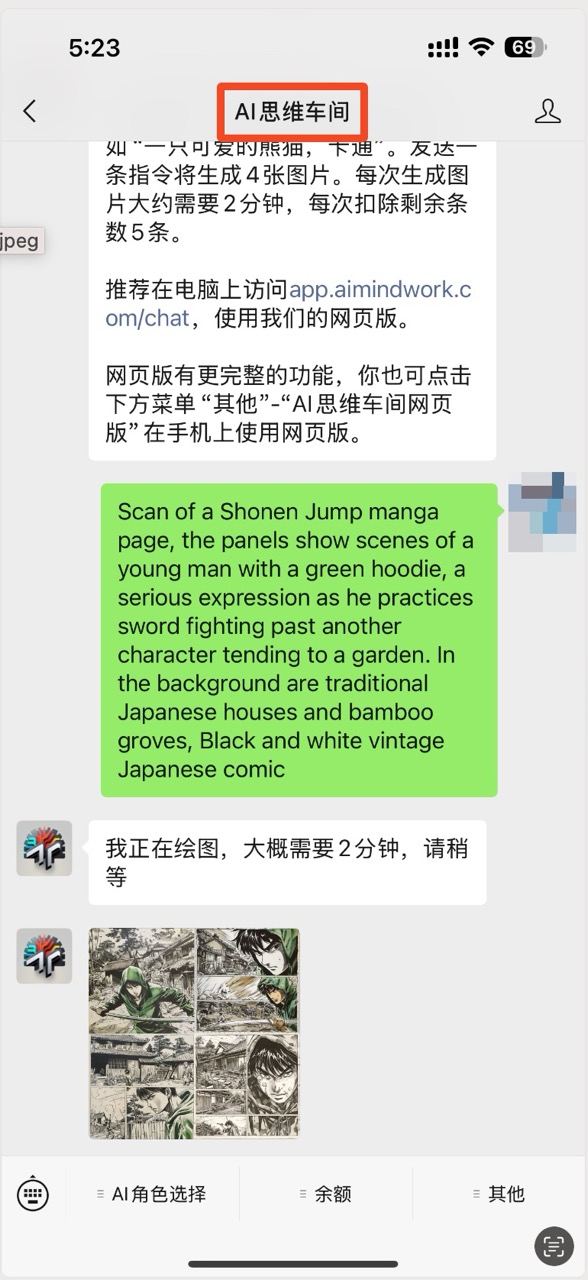 5:23
69
AI思维车间
如“一只可爱的熊猫，卡通”。发送一
条指令将生成4张图片。每次生成图
片大约需要2分钟，每次扣除剩余条
数5条。
jpeg
推荐在电脑上访问app.aimindwork.c
om/chat，使用我们的网页版。
网页版有更完整的功能，你也可点击
下方菜单“其他”-“AI思维车间网页
版”在手机上使用网页版。
Scan of a Shonen Jump manga
page, the panels show scenes of a
young man with a green hoodie, a
serious expression as he practices
sword fighting past another
character tending to a garden. In
the background are traditional
Japanese houses and bamboo
groves, Black and white vintage
Japanese comic
我正在绘图，大概需要2分钟，请稍
等
AI角色选择
余额
其他